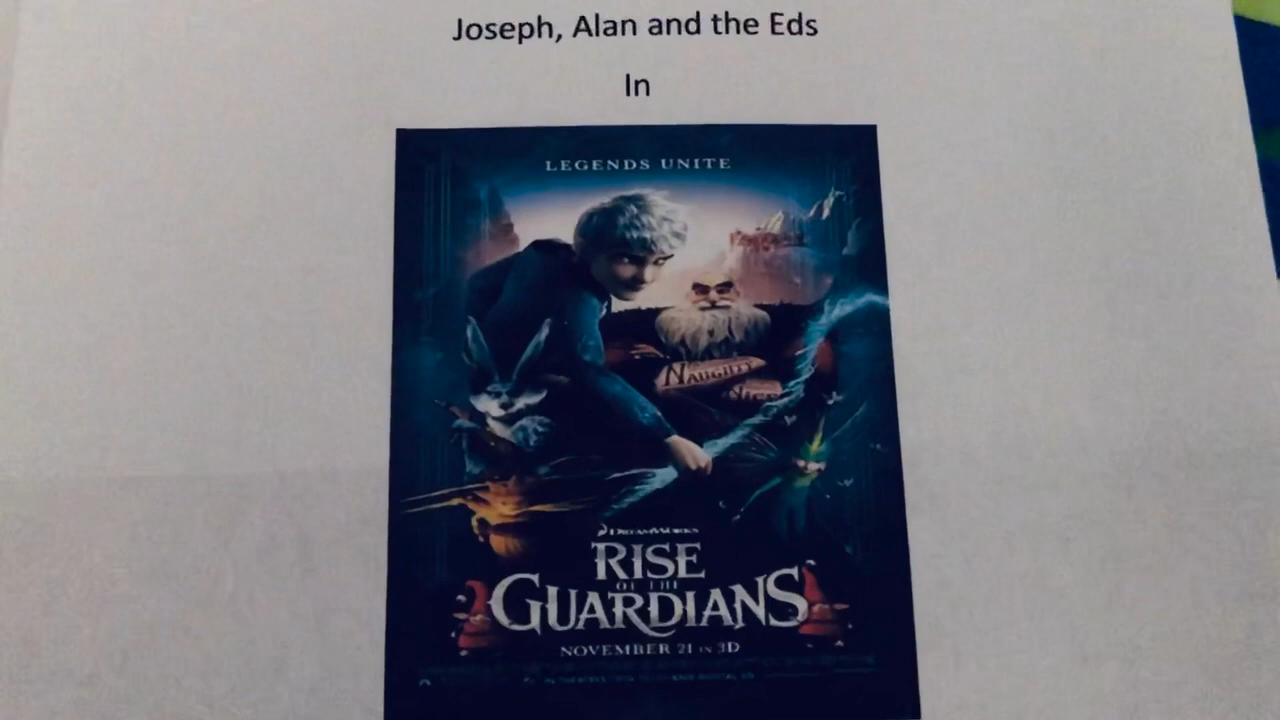 Joseph, Alan and the Eds
In
LEGENDS UNITE
NAUGHTY
NICE
DREAMWORKS
RISE
OF THE
GUARDIANS
NOVEMBER 21 IN 3D